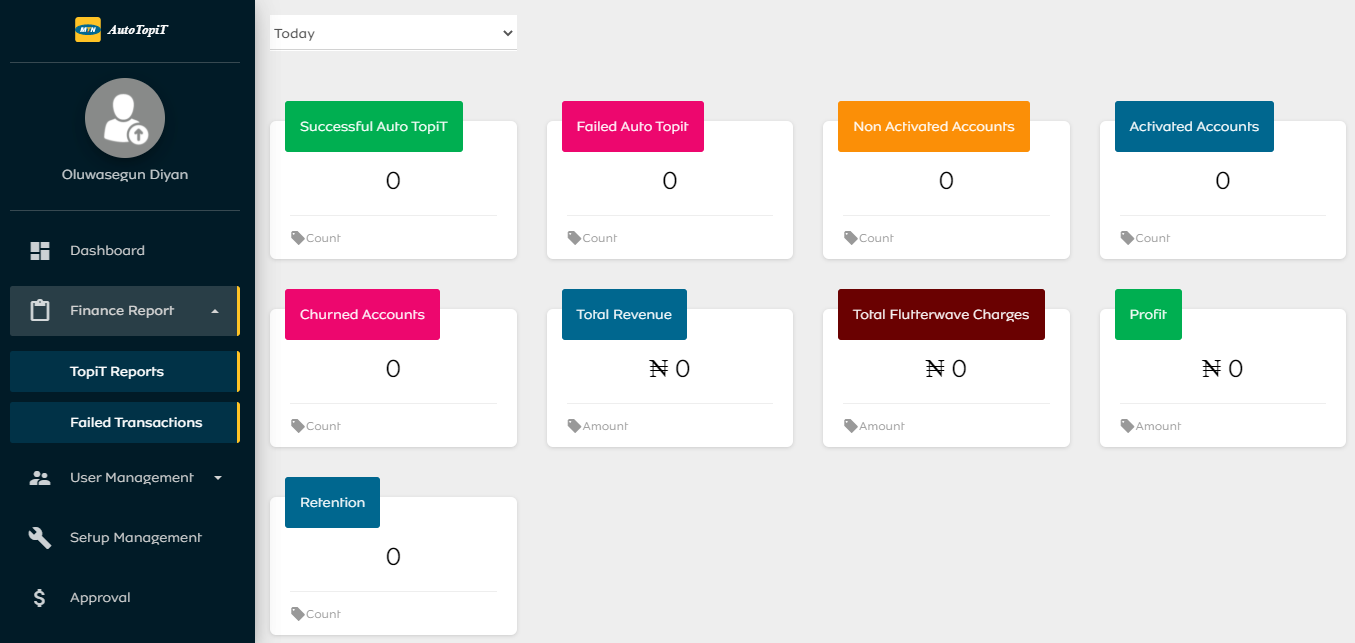 MTN AutoTopiT
Oluwasegun Diyan
Dashboard
Finance Report
TopiT Reports
Failed Transactions
User Management
Setup Management
Approval
Today
Successful Auto TopiT
0
Count
Failed Auto Topit
0
Count
Non Activated Accounts
0
Count
Activated Accounts
0
Count
Churned Accounts
0
Count
Total Revenue
₦ 0
Amount
Total Flutterwave Charges
₦ 0
Amount
Profit
₦ 0
Amount
Retention
0
Count